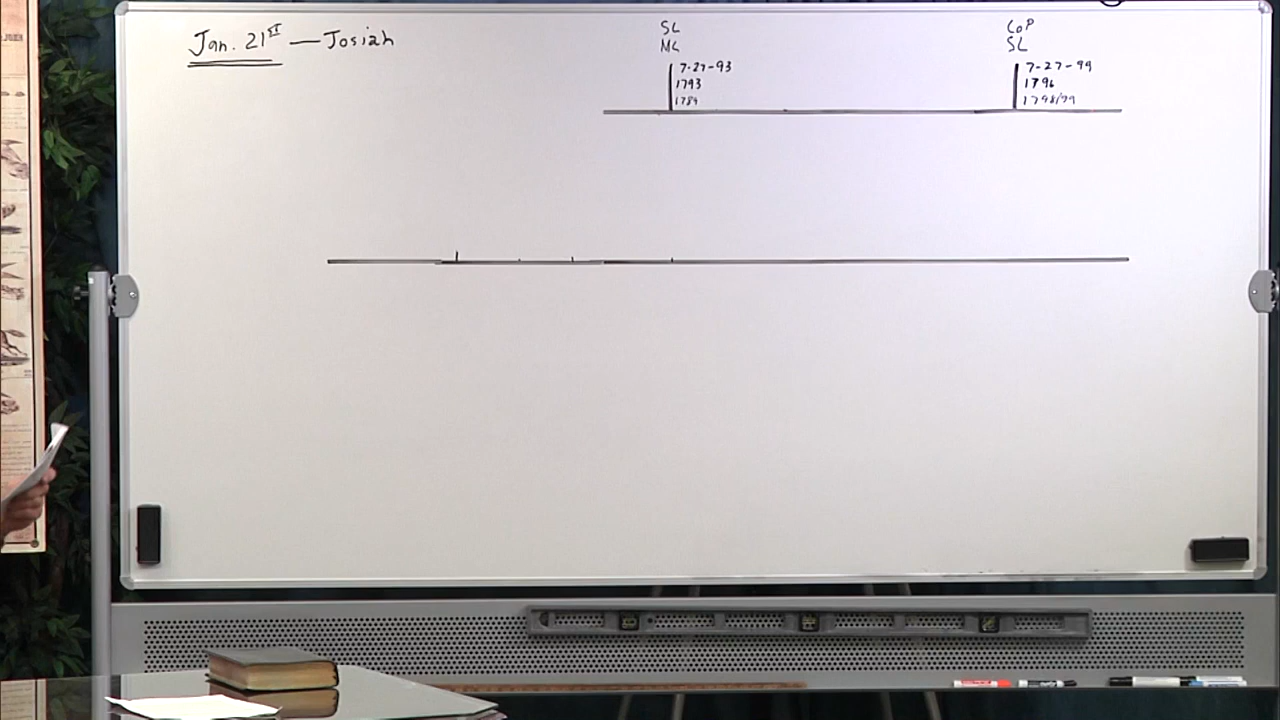 Jan. 21st — Josiah
SL
MC
7-27-93
1793
1789
CoP
SL
7-27-99
1796
1798/99